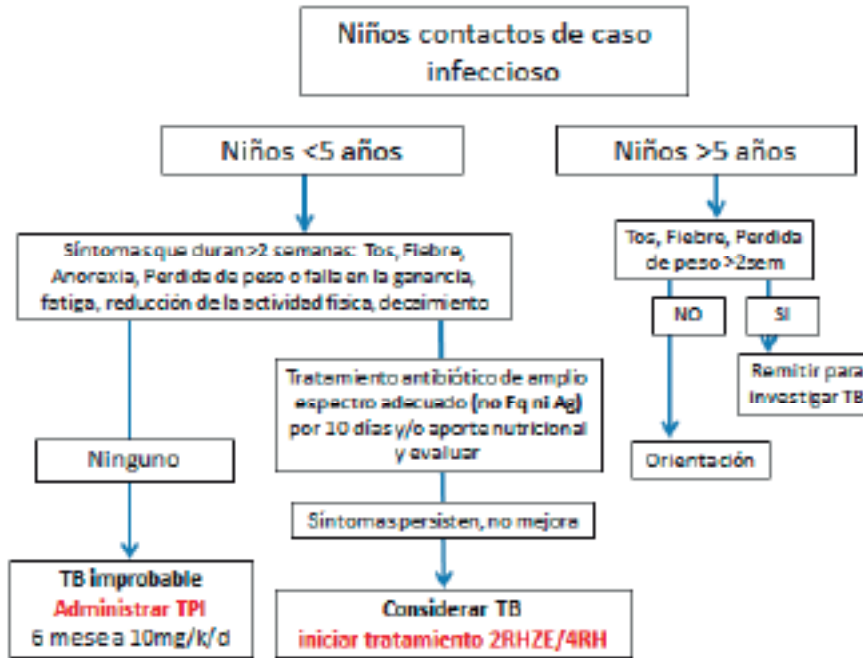 Niños contactos de caso
infeccioso
Niños <5 años
Niños >5 años
Síntomas que duran >2 semanas: Tos, Fiebre,
Anorexia, Perdida de peso o falla en la ganancia,
fatiga, reducción de la actividad física, decaimiento
Tos, Fiebre, Perdida
de peso >2sem
NO
SI
Tratamiento antibiótico de amplio
espectro adecuado (no Fq ni Ag)
por 10 días y/o aporte nutricional
y evaluar
Remitir para
investigar TB
Ninguno
Orientación
Síntomas persisten, no mejora
TB improbable
Administrar TPI
6 mese a 10mg/k/d
Considerar TB
iniciar tratamiento 2RHZE/4RH